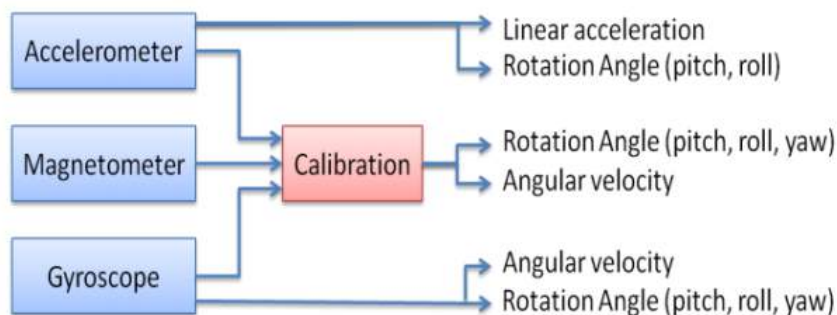 Accelerometer
Linear acceleration
Rotation Angle (pitch, roll)
Magnetometer
Calibration
Rotation Angle (pitch, roll, yaw)
Angular velocity
Gyroscope
Angular velocity
Rotation Angle (pitch, roll, yaw)